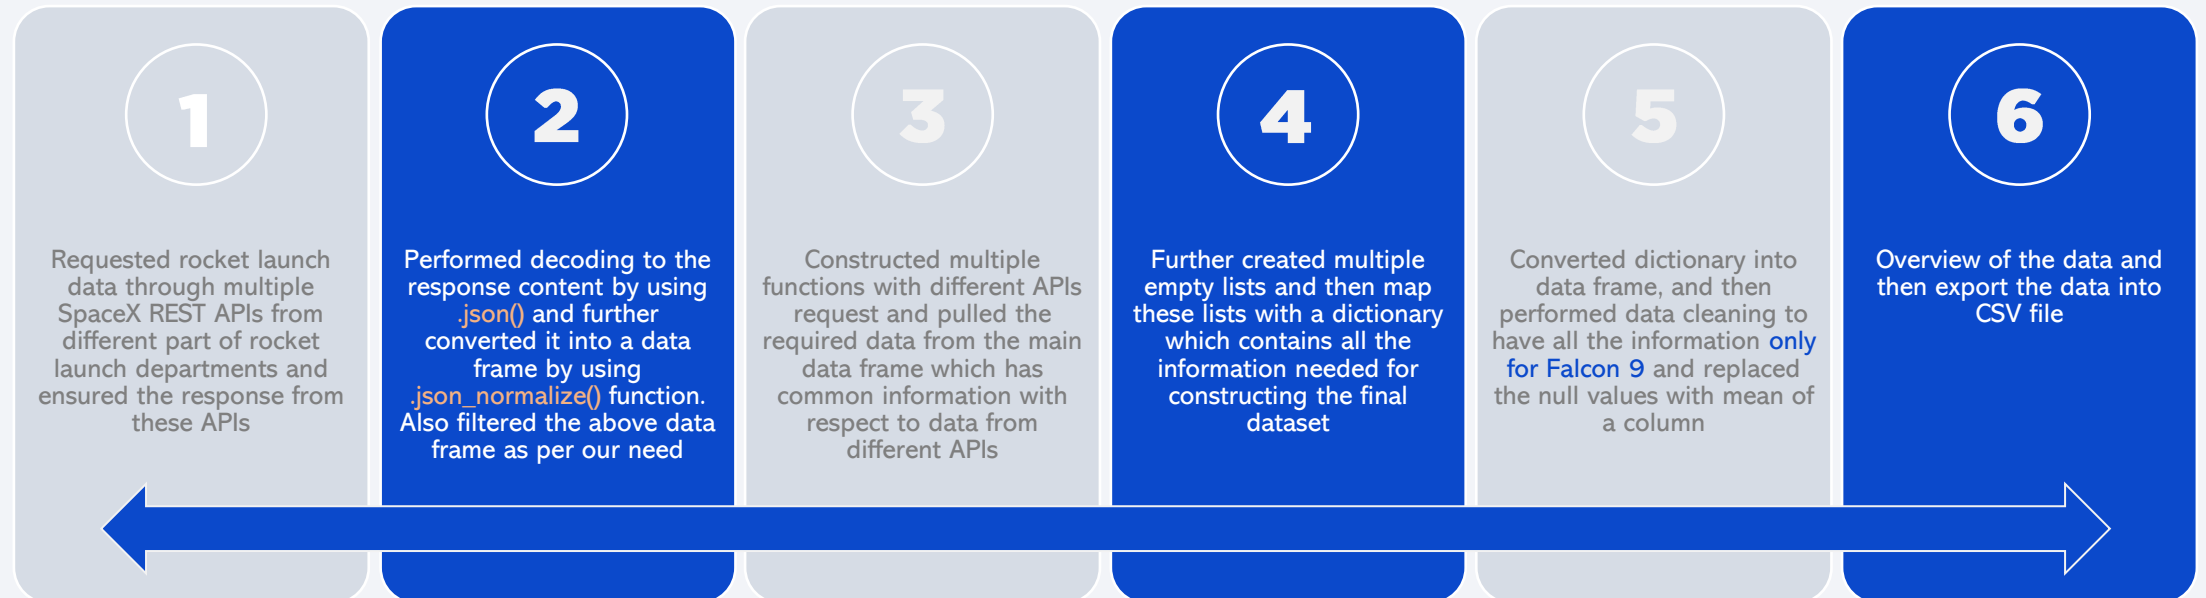 1
Requested rocket launch
data through multiple
SpaceX REST APIs from
different part of rocket
launch departments and
ensured the response from
these APIs
2
Performed decoding to the
response content by using
.json() and further
converted it into a data
frame by using
.json_normalize() function.
Also filtered the above data
frame as per our need
3
Constructed multiple
functions with different APIs
request and pulled the
required data from the main
data frame which has
common information with
respect to data from
different APIs
4
Further created multiple
empty lists and then map
these lists with a dictionary
which contains all the
information needed for
constructing the final
dataset
5
Converted dictionary into
data frame, and then
performed data cleaning to
have all the information only
for Falcon 9 and replaced
the null values with mean of
a column
6
Overview of the data and
then export the data into
CSV file